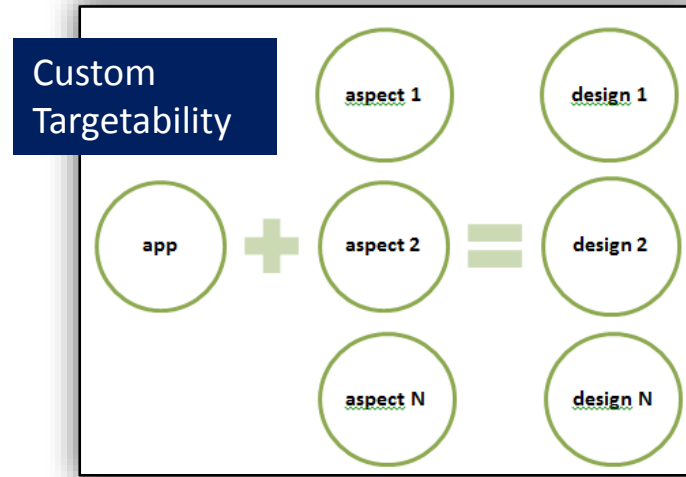 Custom
Targetability
aspect 1
design 1
app
aspect 2
design 2
aspect N
design N